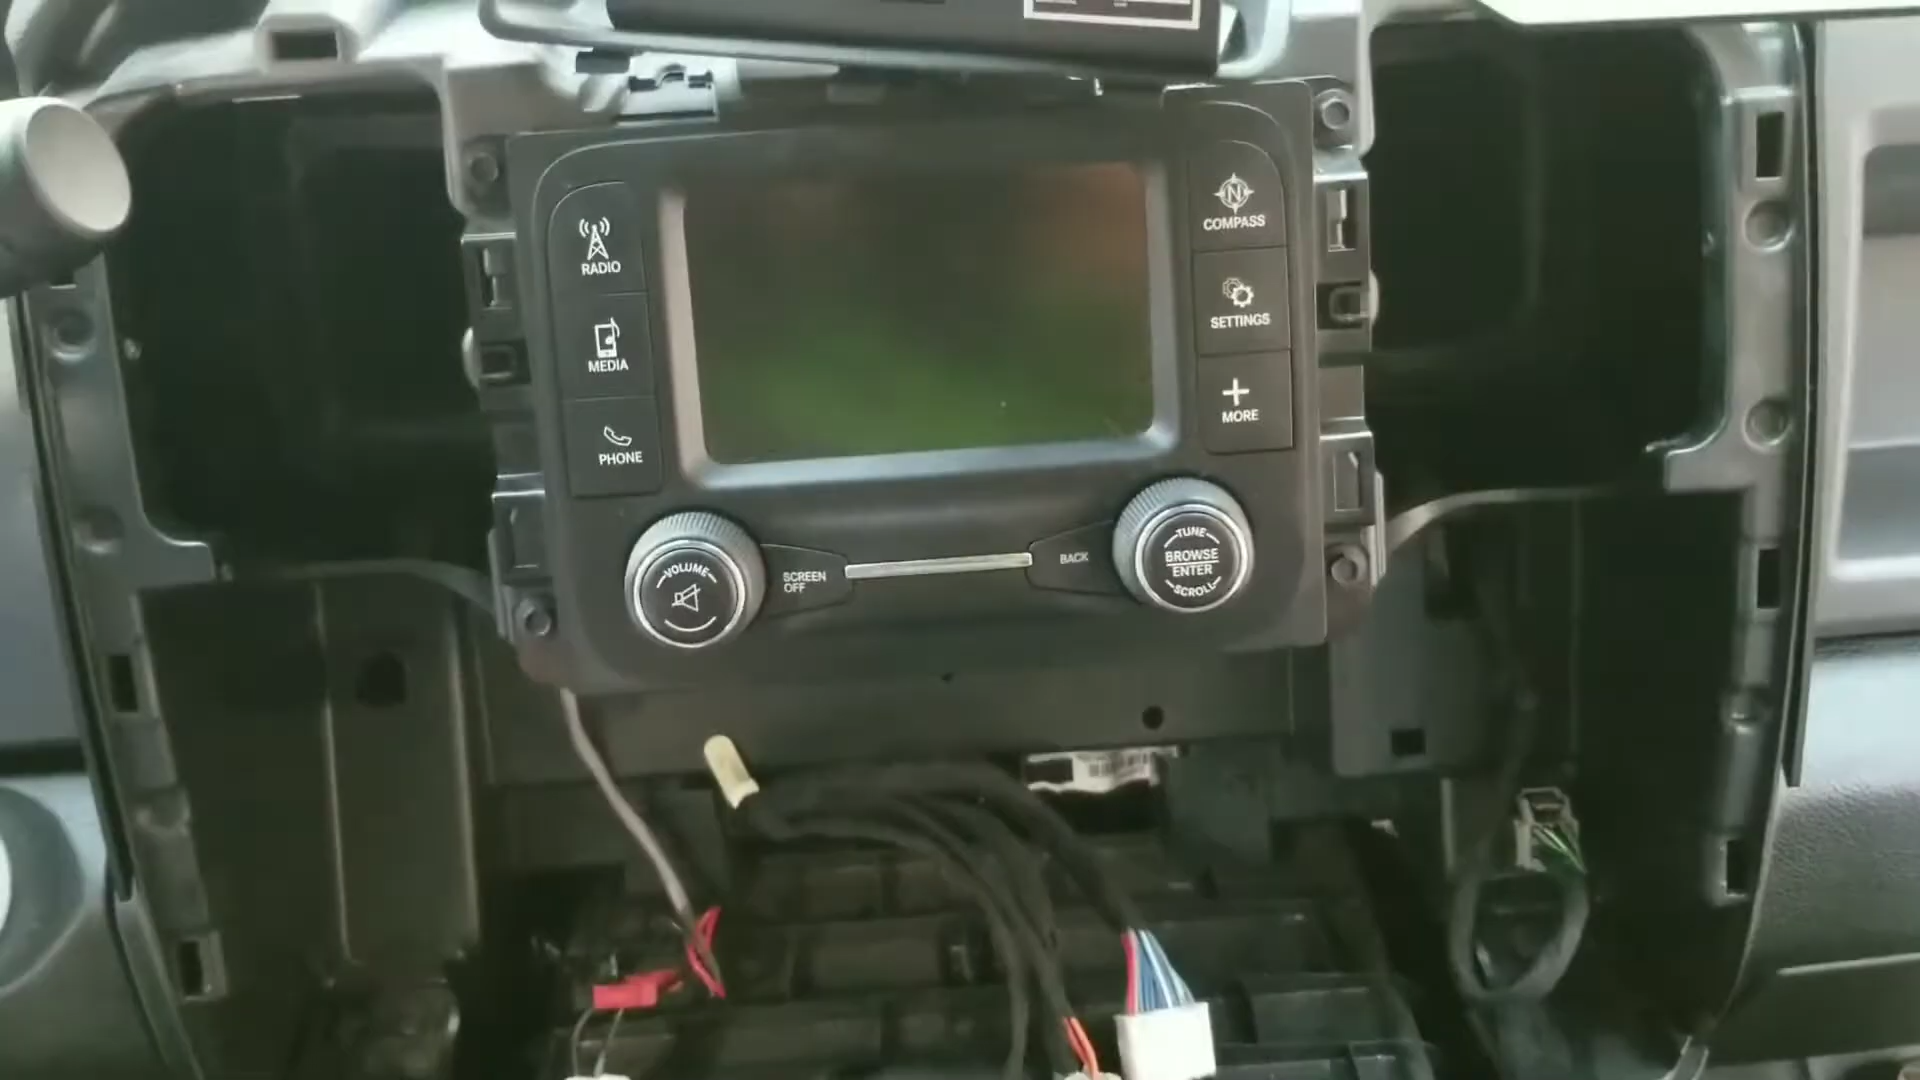 RADIO
MEDIA
PHONE
N
COMPASS
SETTINGS
MORE
VOLUME
SCREEN
OFF
BACK
TUNE
BROWSE
ENTER
SCROLL